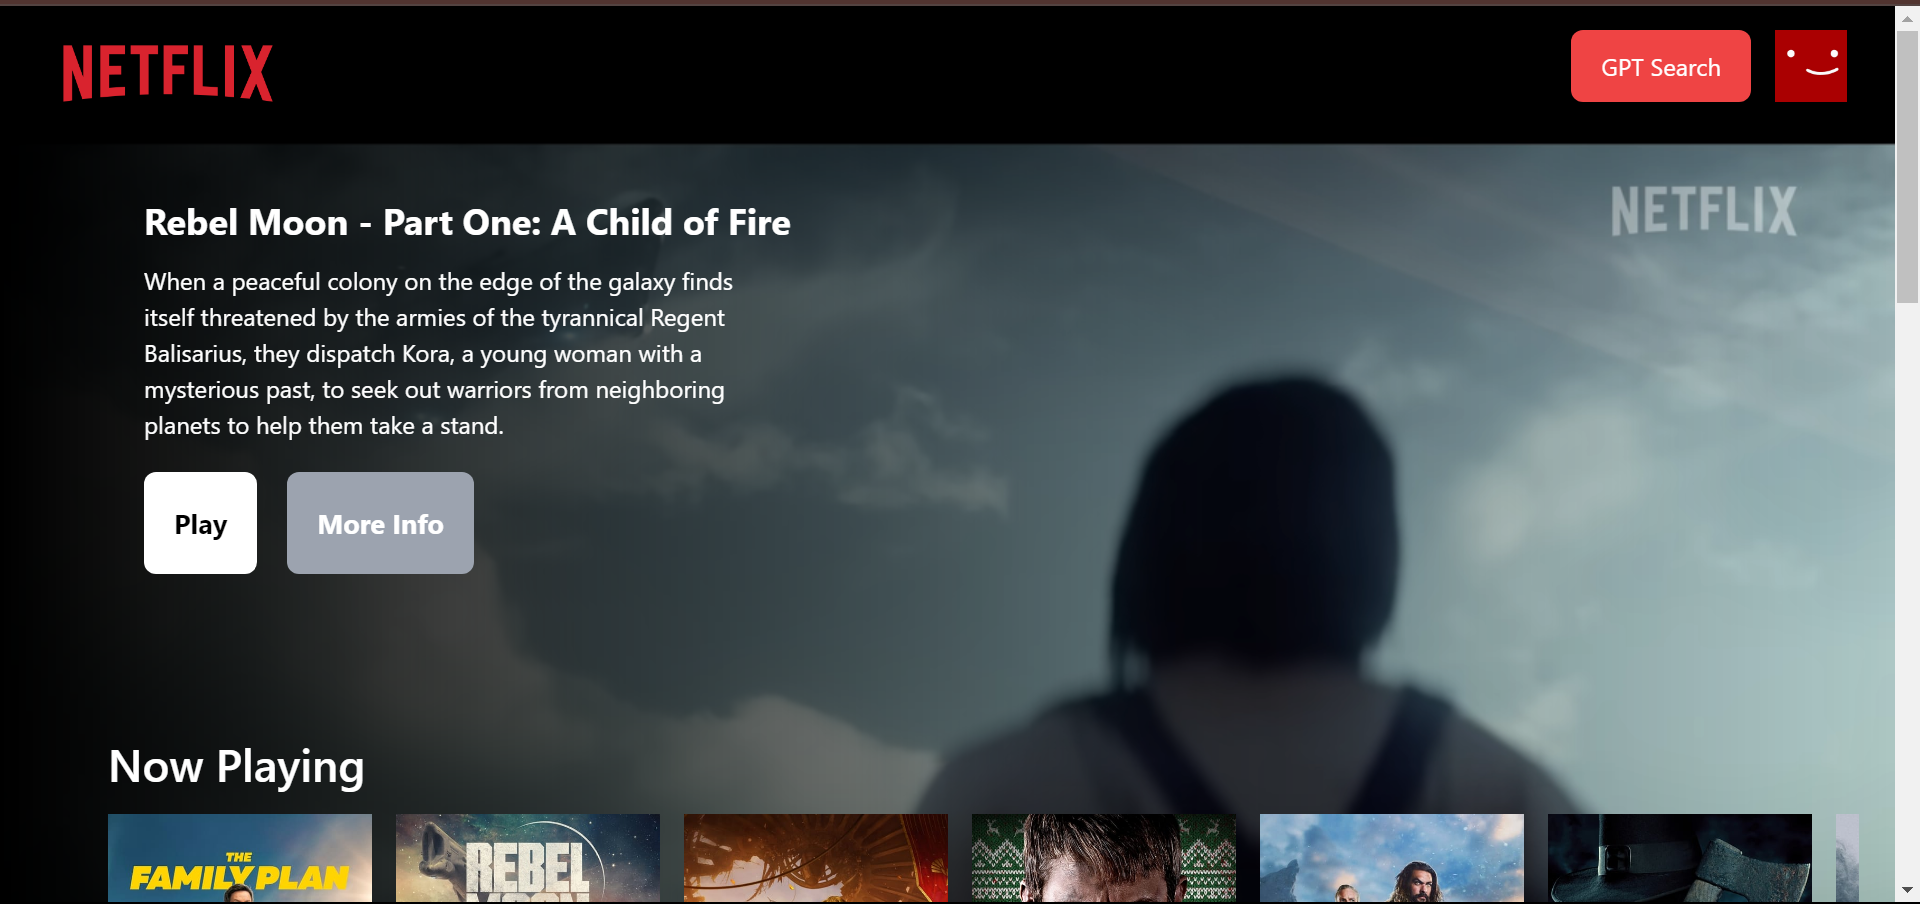 NETFLIX
GPT Search
NETFLIX
Rebel Moon - Part One: A Child of Fire
When a peaceful colony on the edge of the galaxy finds
itself threatened by the armies of the tyrannical Regent
Balisarius, they dispatch Kora, a young woman with a
mysterious past, to seek out warriors from neighboring
planets to help them take a stand.
Play
More Info
Now Playing
THE
FAMILY PLAN
REBEL
MOON